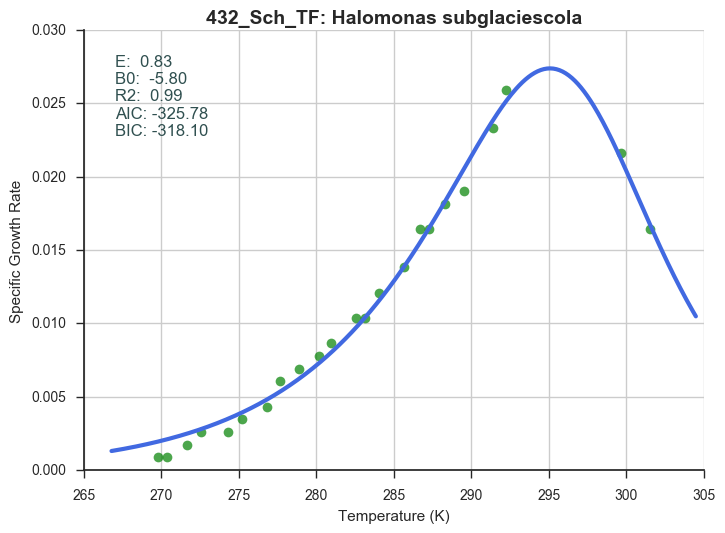 432_Sch_TF: Halomonas subglaciescola
E: 0.83
B0: -5.80
R2: 0.99
AIC: -325.78
BIC: -318.10
Specific Growth Rate
0.030
0.025
0.020
0.015
0.010
0.005
0.000
265 270 275 280 285 290 295 300 305
Temperature (K)